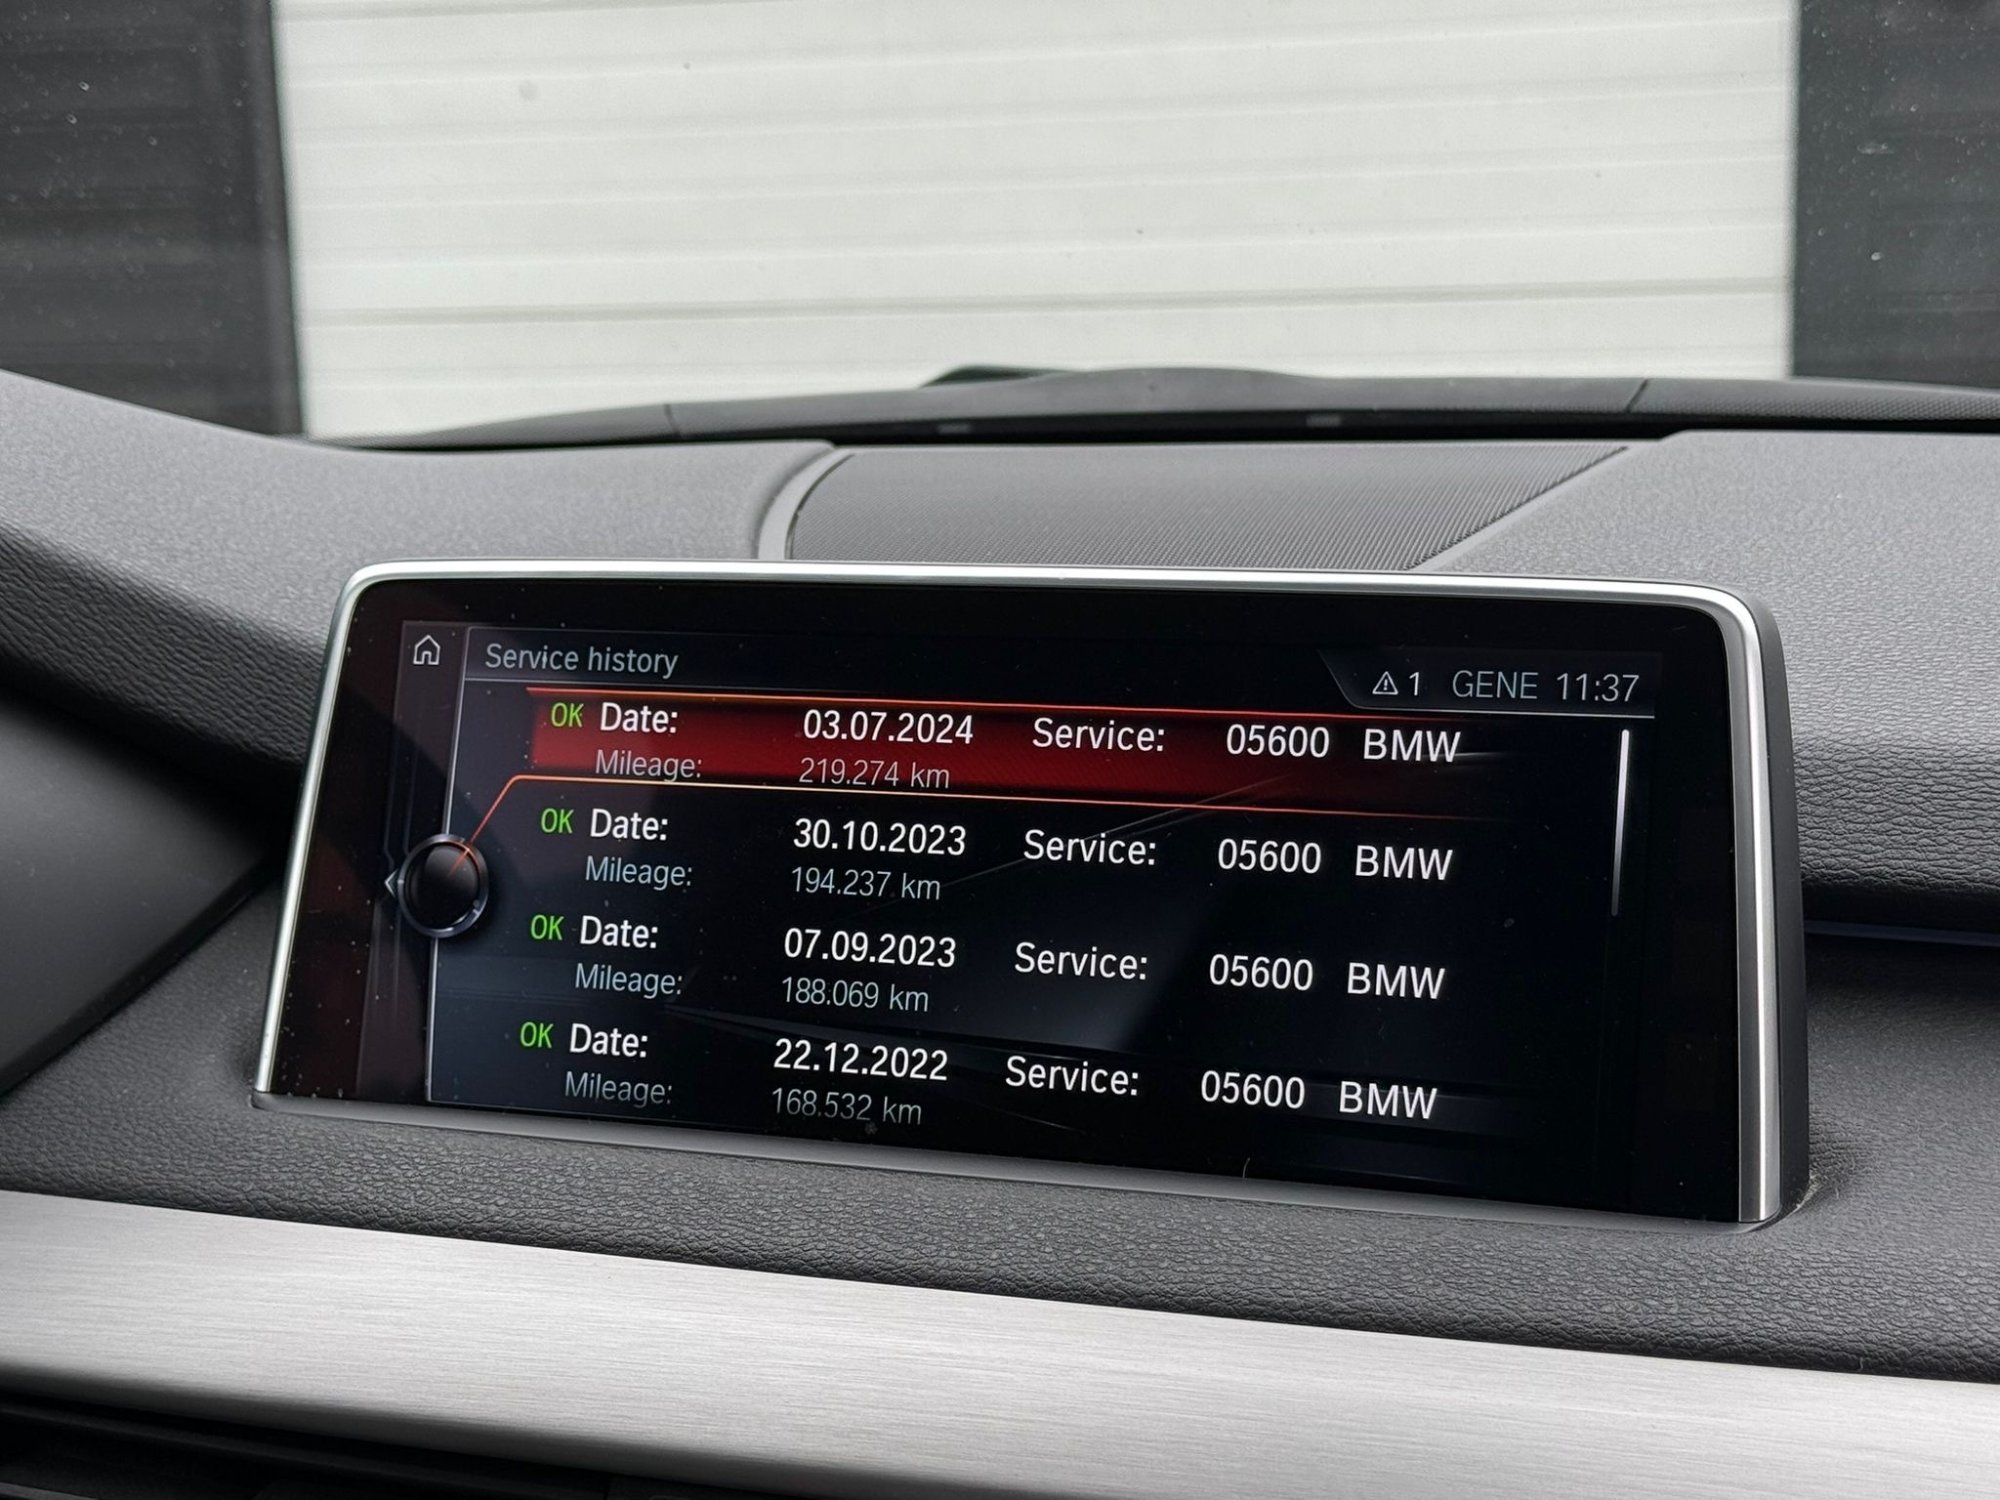 Service history
1 GENE 11:37
OK Date: 03.07.2024 Service: 05600 BMW
Mileage: 219.274 km
OK Date: 30.10.2023 Service: 05600 BMW
Mileage: 194.237 km
OK Date: 07.09.2023 Service: 05600 BMW
Mileage: 188.069 km
OK Date: 22.12.2022 Service: 05600 BMW
Mileage: 168.532 km